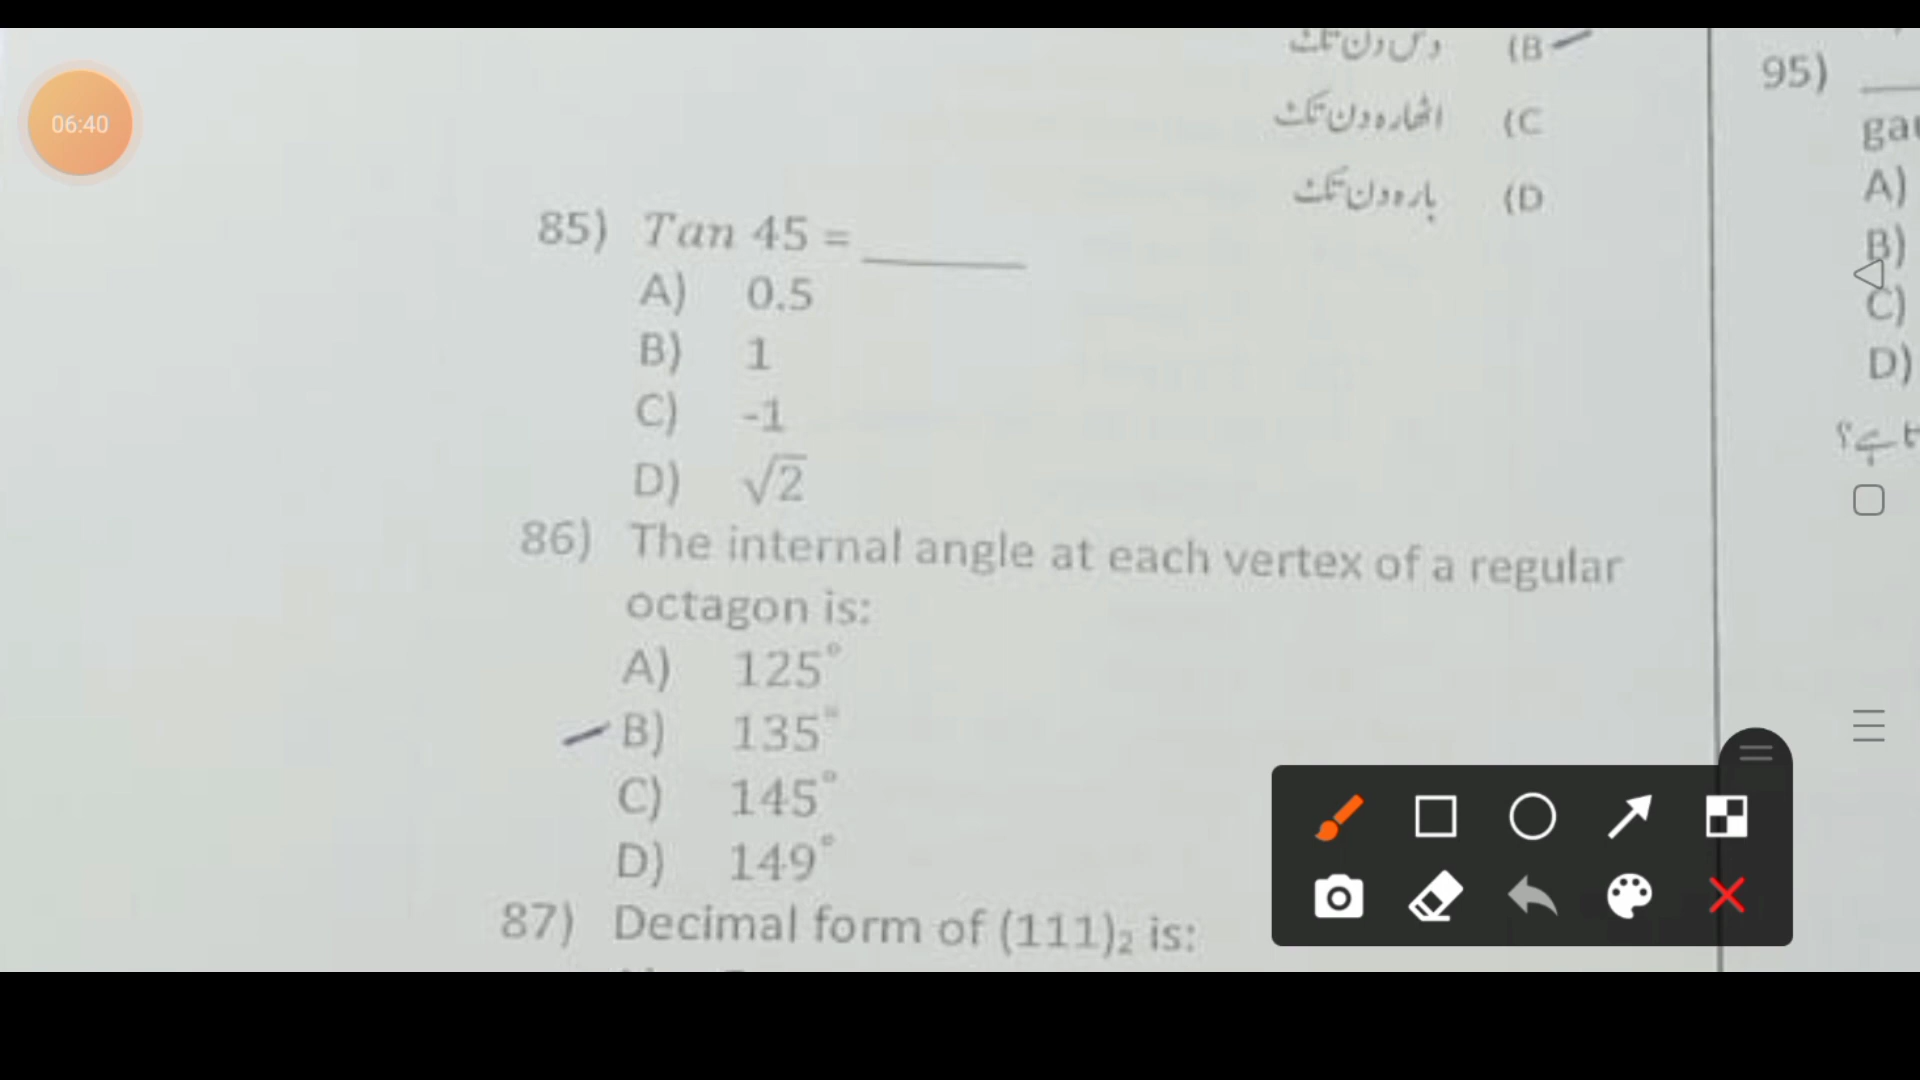 06:40
دس دن تک (B
اٹھارہ دن تک (C
بارہ دن تک (D
85) Tan 45 = ____
A) 0.5
B) 1
C) -1
D) √2
86) The internal angle at each vertex of a regular
octagon is:
A) 125°
B) 135°
C) 145°
D) 149°
87) Decimal form of (111)₂ is:
95)
A)
B)
C)
D)